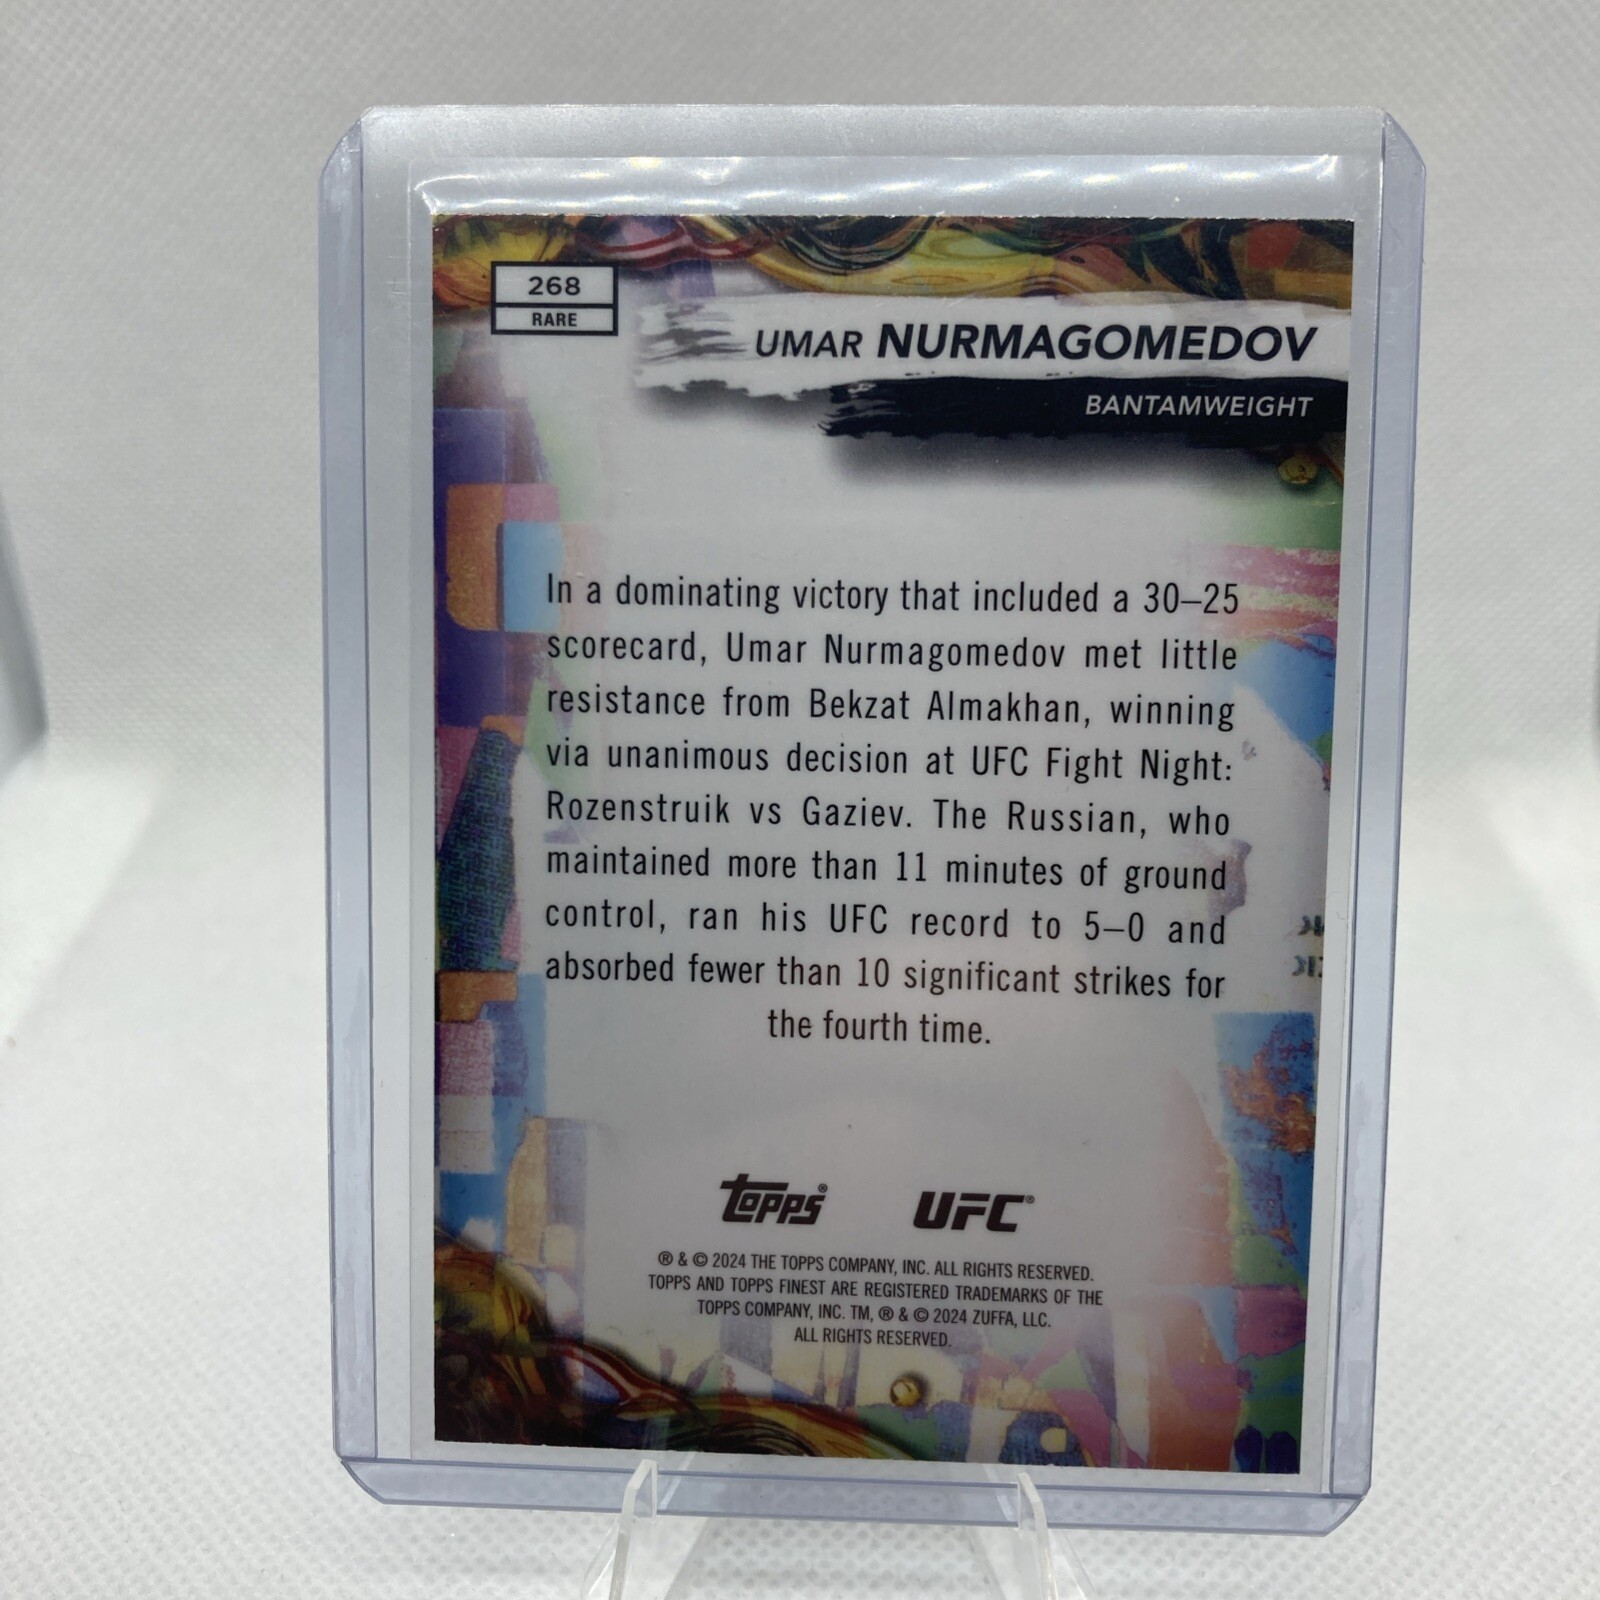 268
RARE
UMAR NURMAGOMEDOV
BANTAMWEIGHT
In a dominating victory that included a 30–25
scorecard, Umar Nurmagomedov met little
resistance from Bekzat Almakhan, winning
via unanimous decision at UFC Fight Night:
Rozenstruik vs Gaziev. The Russian, who
maintained more than 11 minutes of ground
control, ran his UFC record to 5–0 and
absorbed fewer than 10 significant strikes for
the fourth time.
Topps® UFC®
® & © 2024 THE TOPPS COMPANY, INC. ALL RIGHTS RESERVED.
TOPPS AND TOPPS FINEST ARE REGISTERED TRADEMARKS OF THE
TOPPS COMPANY, INC. TM, ® & © 2024 ZUFFA, LLC.
ALL RIGHTS RESERVED.